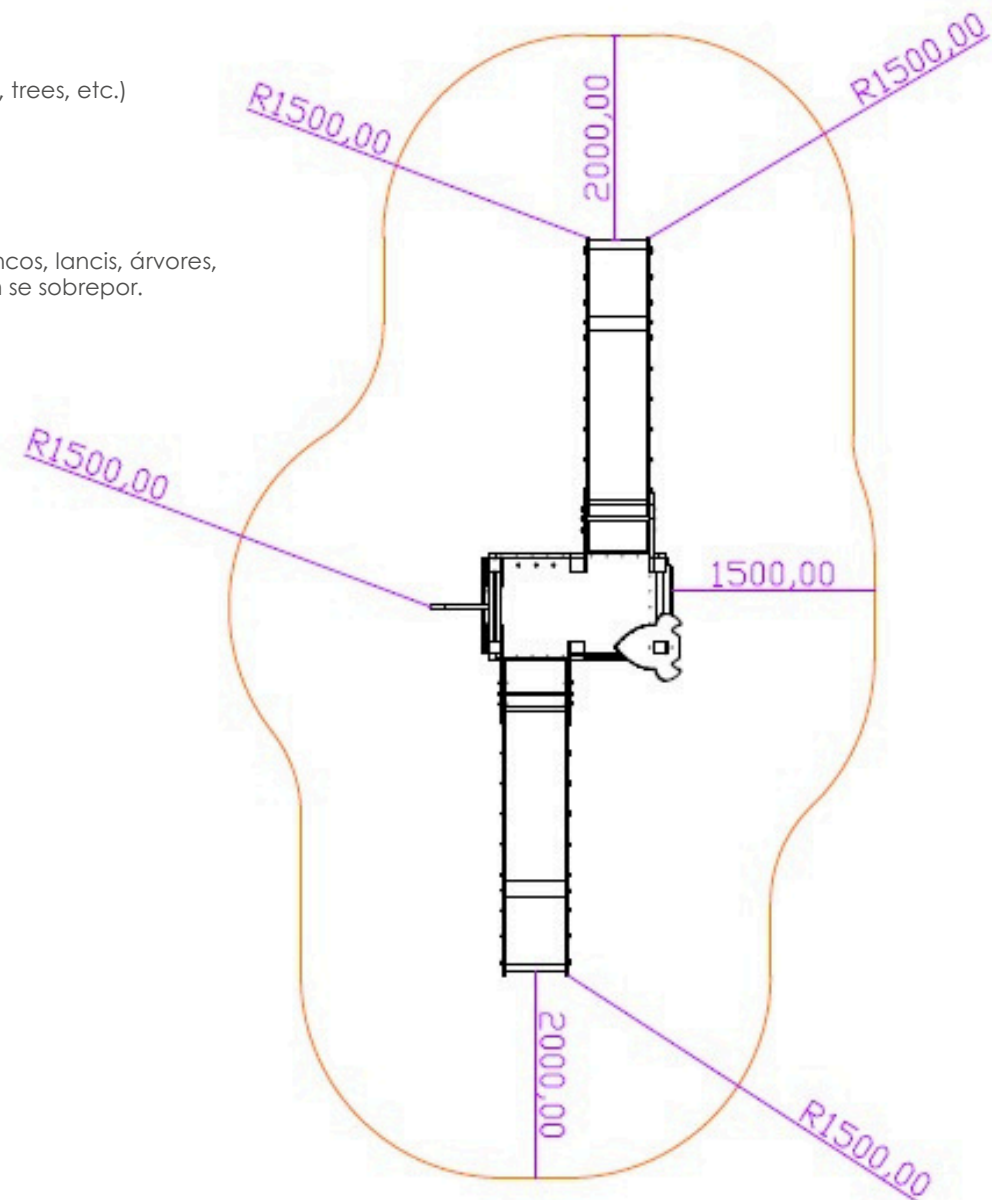 , trees, etc.)
ncos, lancis, árvores,
se sobrepor.
R1500,00
2000,00
R1500,00
R1500,00
1500,00
2000,00
R1500,00